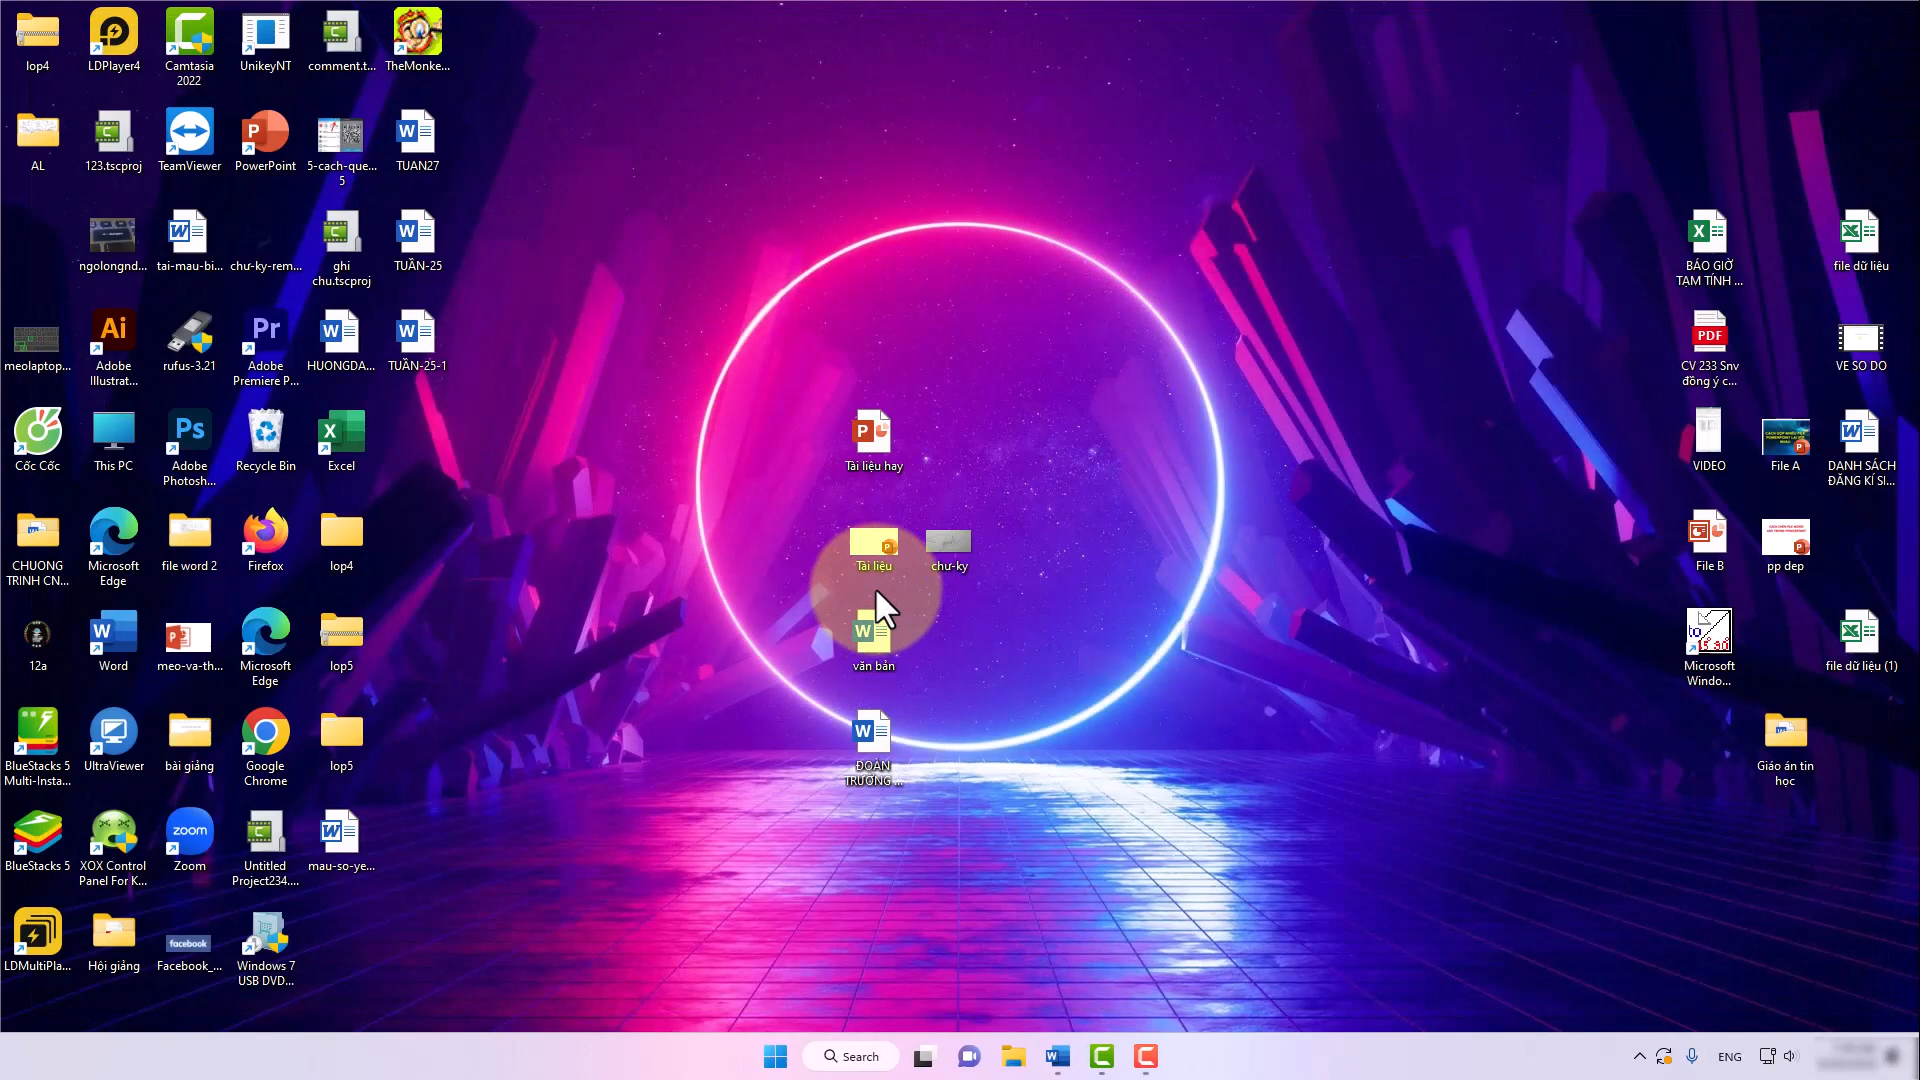 lop4
LDPlayer4
Camtasia
2022
UnikeyNT
comment.t...
TheMonke...
AL
123.tscproj
TeamViewer
PowerPoint
5-cach-que...
5
TUAN27
ngolongnd...
tai-mau-bi...
chư-ky-rem...
ghi
chu.tscproj
TUẦN-25
meolaptop...
Adobe
Illustrat...
rufus-3.21
Adobe
Premiere P...
HUONGDA...
TUẦN-25-1
Cốc Cốc
This PC
Adobe
Photosh...
Recycle Bin
Excel
CHUONG
TRINH CN...
Microsoft
Edge
file word 2
Firefox
lop4
12a
Word
meo-va-th...
Microsoft
Edge
lop5
BlueStacks 5
Multi-Insta...
UltraViewer
bài giảng
Google
Chrome
lop5
BlueStacks 5
XOX Control
Panel For K...
zoom
Zoom
Untitled
Project234....
mau-so-ye...
LDMultiPla...
Hội giảng
facebook
Facebook_...
Windows 7
USB DVD...
Tài liệu hay
Tài liệu
chư-ky
văn bản
ĐOÀN
TRƯỜNG ...
BÁO GIỜ
TẠM TÍNH ...
file dữ liệu
PDF
CV 233 Snv
đồng ý c...
VE SO DO
VIDEO
File A
DANH SÁCH
ĐĂNG KÍ SI...
File B
pp dep
Microsoft
Windo...
file dữ liệu (1)
Giáo án tin
học
Search
ENG